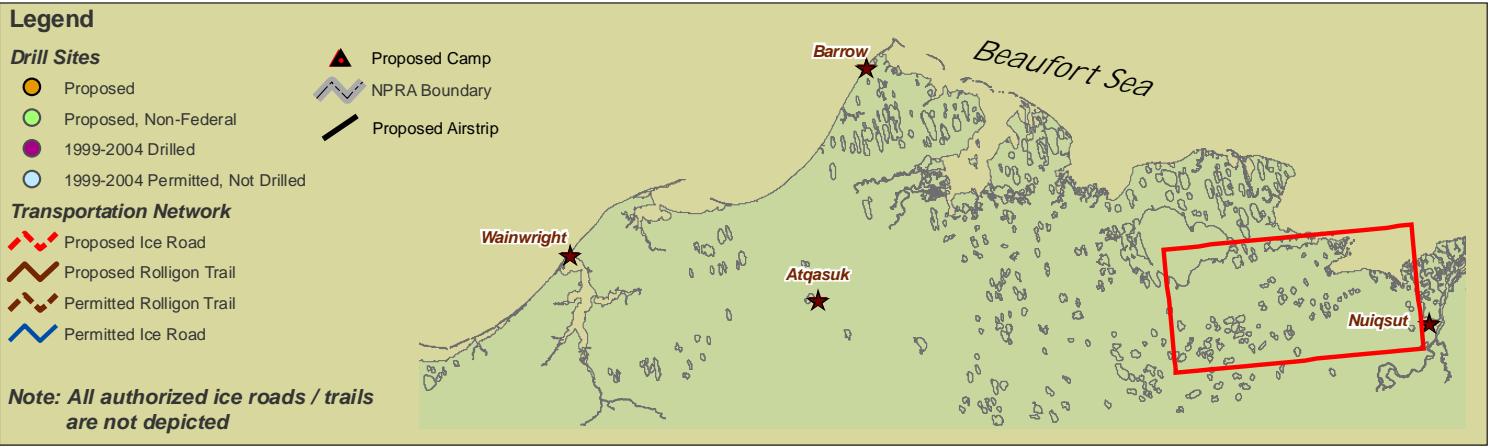 Legend
Drill Sites
Proposed
Proposed, Non-Federal
1999-2004 Drilled
1999-2004 Permitted, Not Drilled
Transportation Network
Proposed Ice Road
Proposed Rolligon Trail
Permitted Rolligon Trail
Permitted Ice Road
Note: All authorized ice roads / trails
are not depicted
Proposed Camp
NPRA Boundary
Proposed Airstrip
Barrow
Beaufort Sea
Wainwright
Atqasuk
Nuiqsut